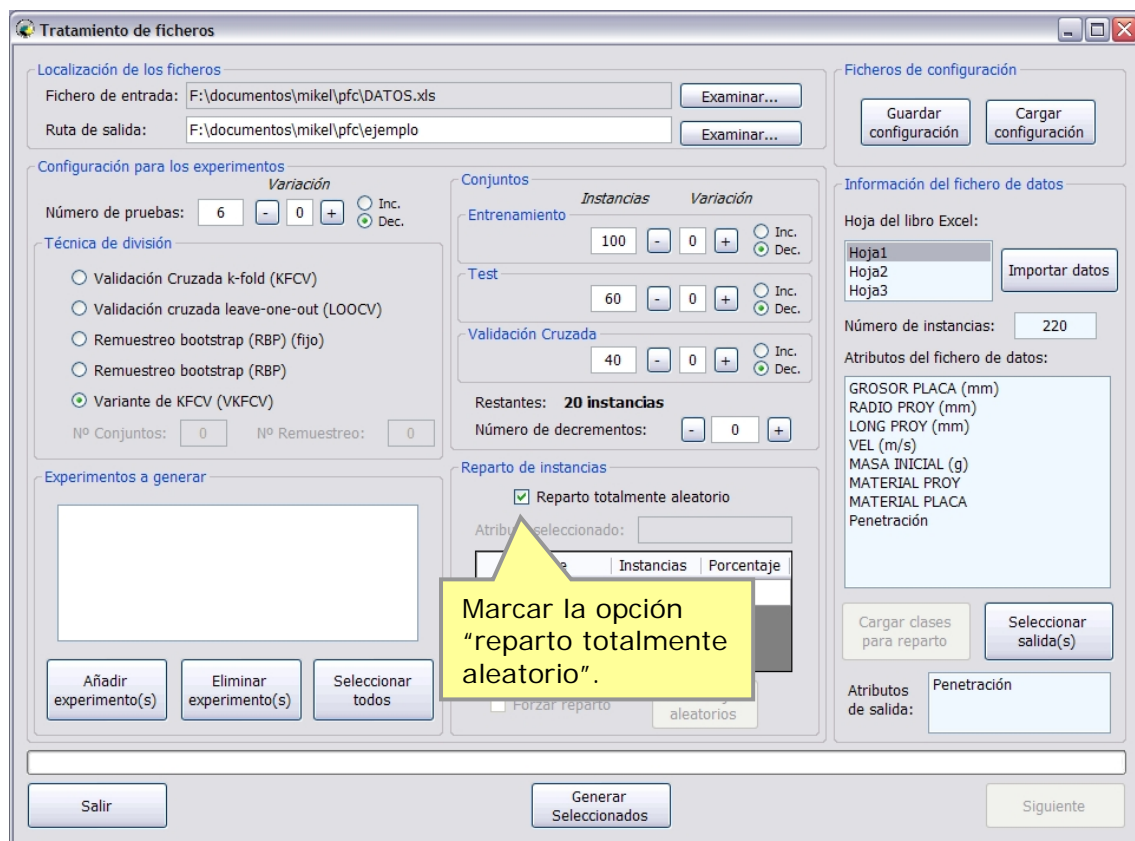 Tratamiento de ficheros
Localización de los ficheros
Fichero de entrada: F:\documentos\mikel\pfc\DATOS.xls Examinar...
Ruta de salida: F:\documentos\mikel\pfc\ejemplo Examinar...
Ficheros de configuración
Guardar configuración
Cargar configuración
Configuración para los experimentos
Variación
Número de pruebas: 6 - 0 + Inc.
Dec.
Técnica de división
Validación Cruzada k-fold (KFCV)
Validación cruzada leave-one-out (LOOCV)
Remuestreo bootstrap (RBP) (fijo)
Remuestreo bootstrap (RBP)
Variante de KFCV (VKFCV)
Nº Conjuntos: 0 Nº Remuestreo: 0
Conjuntos
Instancias Variación
Entrenamiento
100 - 0 + Inc.
Dec.
Test
60 - 0 + Inc.
Dec.
Validación Cruzada
40 - 0 + Inc.
Dec.
Restantes: 20 instancias
Número de decrementos: - 0 +
Información del fichero de datos
Hoja del libro Excel:
Hoja1
Hoja2
Hoja3
Importar datos
Número de instancias: 220
Atributos del fichero de datos:
GROSOR PLACA (mm)
RADIO PROY (mm)
LONG PROY (mm)
VEL (m/s)
MASA INICIAL (g)
MATERIAL PROY
MATERIAL PLACA
Penetración
Cargar clases
para reparto
Seleccionar
salida(s)
Atributos
de salida:
Penetración
Experimentos a generar
Añadir
experimento(s)
Eliminar
experimento(s)
Seleccionar
todos
Reparto de instancias
Reparto totalmente aleatorio
seleccionado:
Instancias Porcentaje
Marcar la opción
“reparto totalmente
aleatorio”.
Forzar reparto
aleatorios
Salir
Generar
Seleccionados
Siguiente